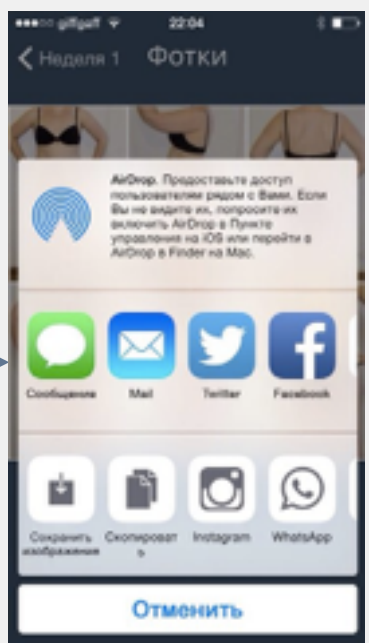 giffgaff 22:04
Неделя 1 Фотки
AirDrop. Предоставьте доступ
пользователям рядом с Вами. Если
Вы не видите их, попросите их
включить AirDrop в Пункте
управления на iOS или перейти в
AirDrop в Finder на Mac.
Сообщение Mail Twitter Facebook
Сохранить Скопироват Instagram WhatsApp
изображения ь
Отменить